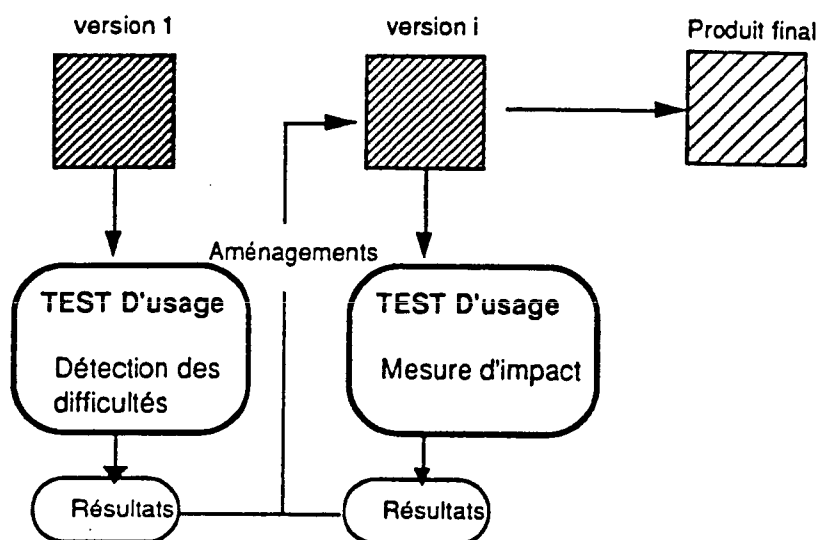 version 1
version i
Produit final
Aménagements
TEST D'usage
Détection des
difficultés
TEST D'usage
Mesure d'impact
Résultats
Résultats